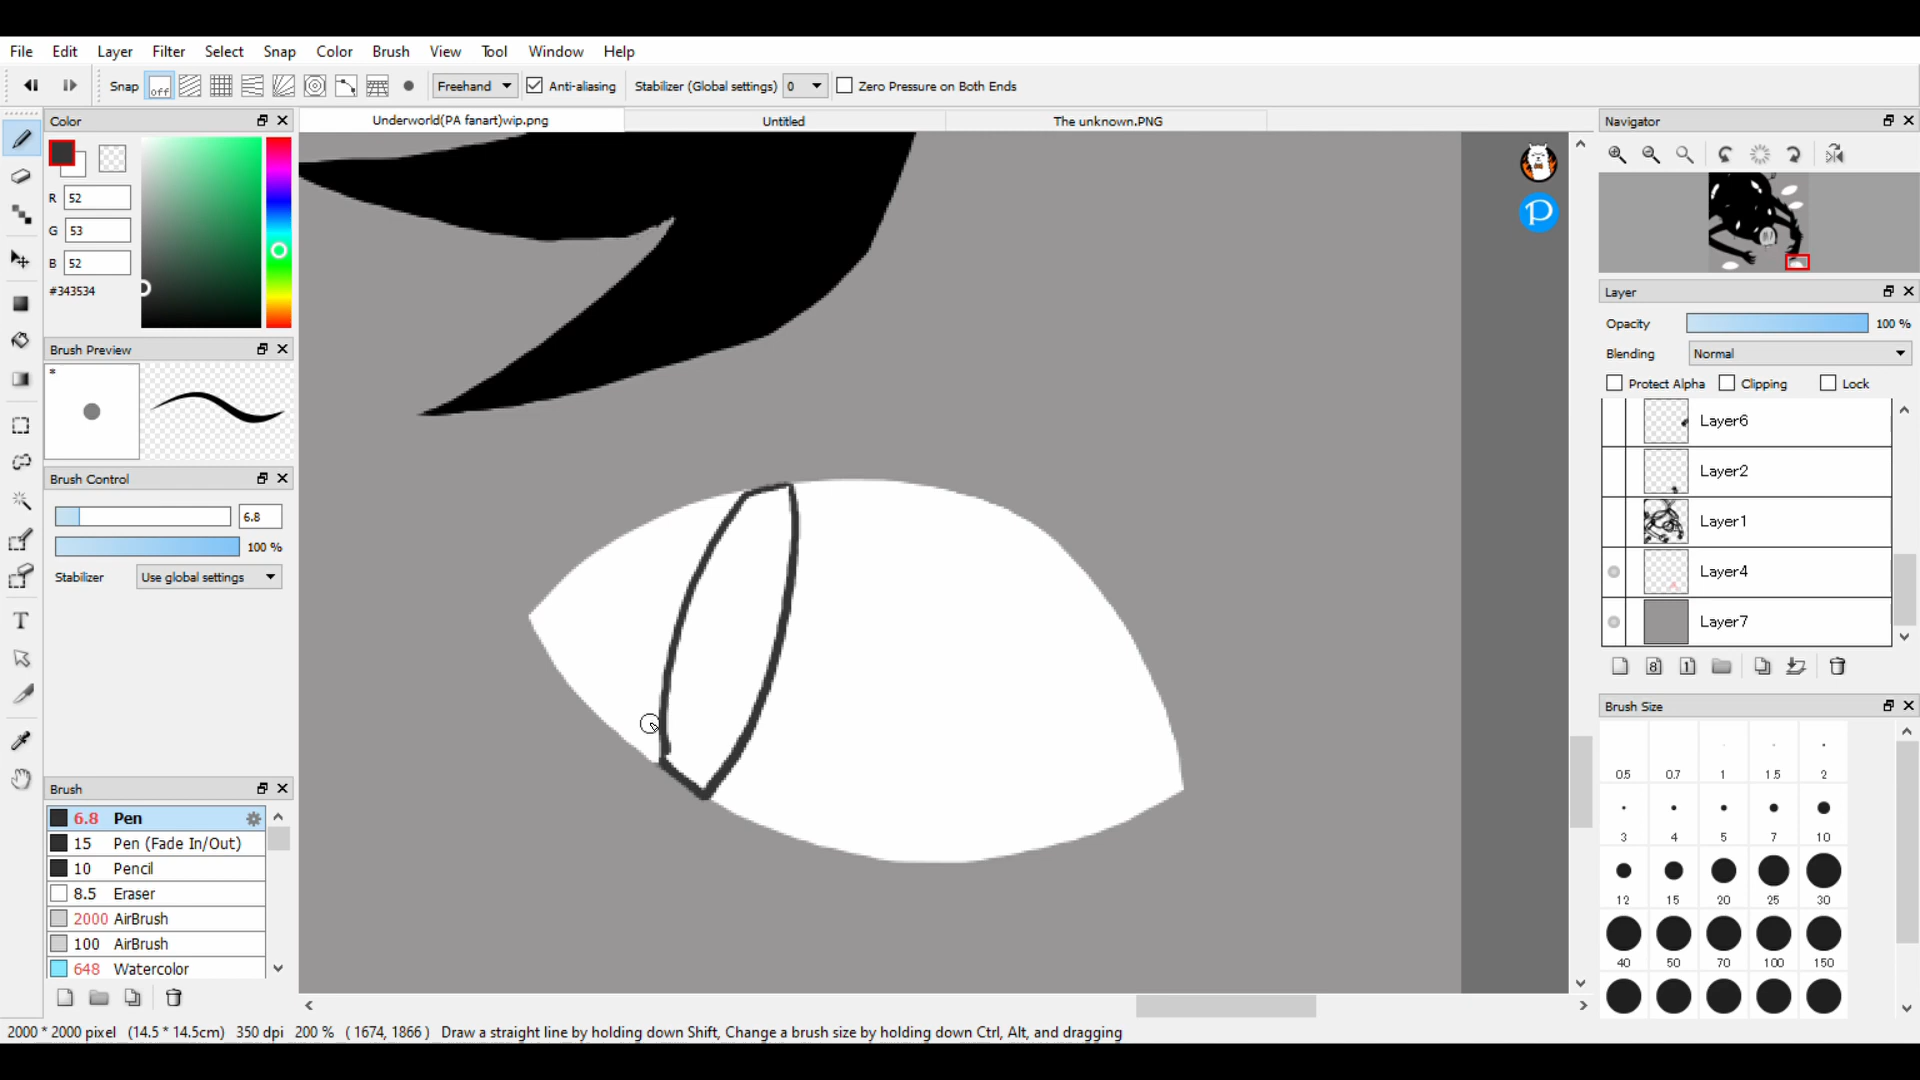 File Edit Layer Filter Select Snap Color Brush View Tool Window Help
Snap off Freehand Anti-aliasing Stabilizer (Global settings) 0 Zero Pressure on Both Ends
Color
R 52
G 53
B 52
#343534
Brush Preview
*
Brush Control
6.8
100 %
Stabilizer Use global settings
Brush
6.8 Pen
15 Pen (Fade In/Out)
10 Pencil
8.5 Eraser
2000 AirBrush
100 AirBrush
648 Watercolor
Underworld(PA fanart)wip.png Untitled The unknown.PNG
P
Navigator
Layer
Opacity 100 %
Blending Normal
Protect Alpha Clipping Lock
Layer6
Layer2
Layer1
Layer4
Layer7
8 1
Brush Size
0.5 0.7 1 1.5 2
3 4 5 7 10
12 15 20 25 30
40 50 70 100 150
T
2000 * 2000 pixel (14.5 * 14.5cm) 350 dpi 200 % ( 1674, 1866 ) Draw a straight line by holding down Shift, Change a brush size by holding down Ctrl, Alt, and dragging